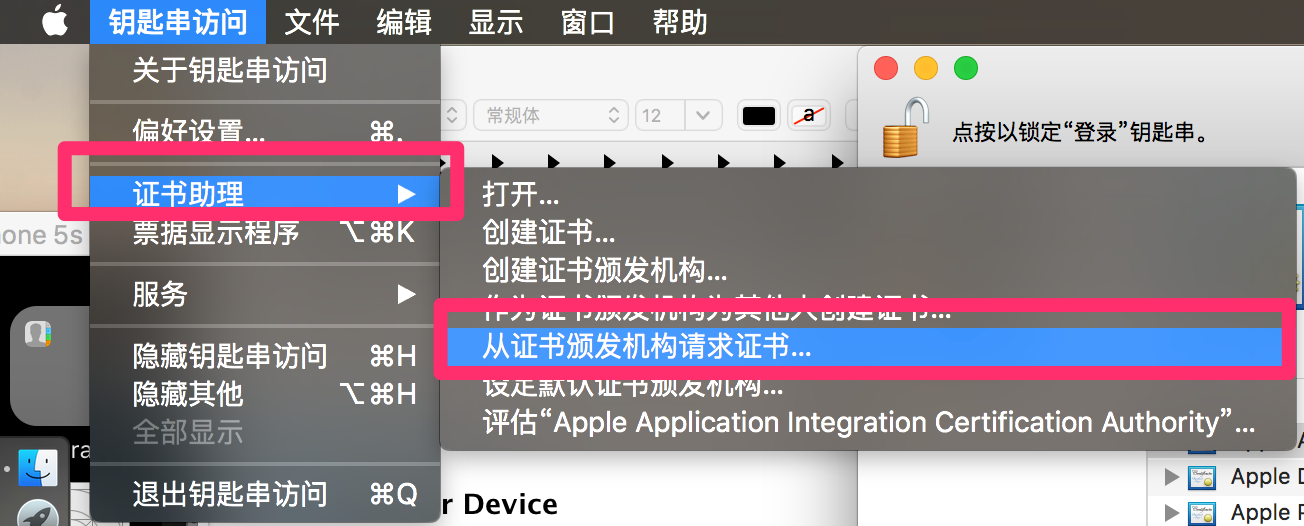 钥匙串访问 文件 编辑 显示 窗口 帮助
关于钥匙串访问
偏好设置... ⌘,
证书助理 ▶
票据显示程序 ⌥⌘K
服务 ▶
隐藏钥匙串访问 ⌘H
隐藏其他 ⌥⌘H
全部显示
退出钥匙串访问 ⌘Q
打开...
创建证书...
创建证书颁发机构...
作为证书颁发机构为其他人创建证书...
从证书颁发机构请求证书...
设定默认证书颁发机构...
评估“Apple Application Integration Certification Authority”...
常规体 12 a
点按以锁定“登录”钥匙串。
one 5s
ra
r Device
Apple D
Apple